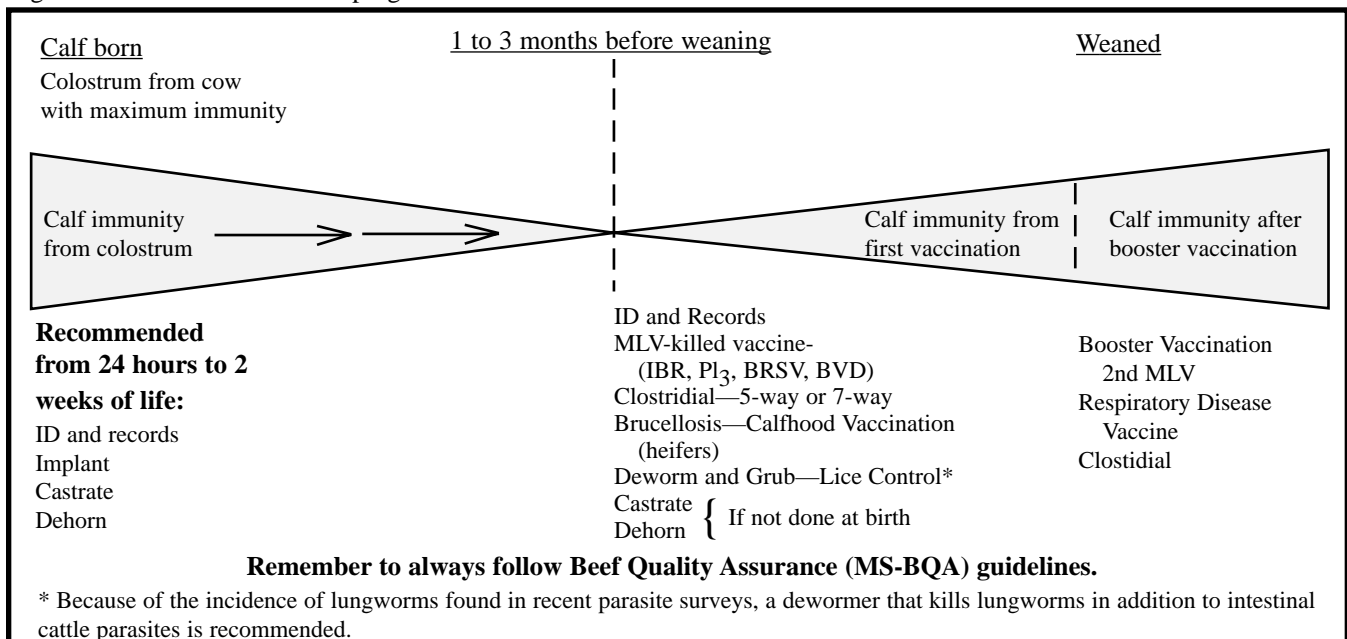 Calf born
Colostrum from cow
with maximum immunity
1 to 3 months before weaning
Weaned
Calf immunity
from colostrum
Calf immunity from
first vaccination
Calf immunity after
booster vaccination
Recommended
from 24 hours to 2
weeks of life:
ID and records
Implant
Castrate
Dehorn
ID and Records
MLV-killed vaccine-
(IBR, Pl3, BRSV, BVD)
Clostridial—5-way or 7-way
Brucellosis—Calfhood Vaccination
(heifers)
Deworm and Grub—Lice Control*
Castrate
Dehorn
{ If not done at birth
Booster Vaccination
2nd MLV
Respiratory Disease
Vaccine
Clostidial
Remember to always follow Beef Quality Assurance (MS-BQA) guidelines.
* Because of the incidence of lungworms found in recent parasite surveys, a dewormer that kills lungworms in addition to intestinal
cattle parasites is recommended.